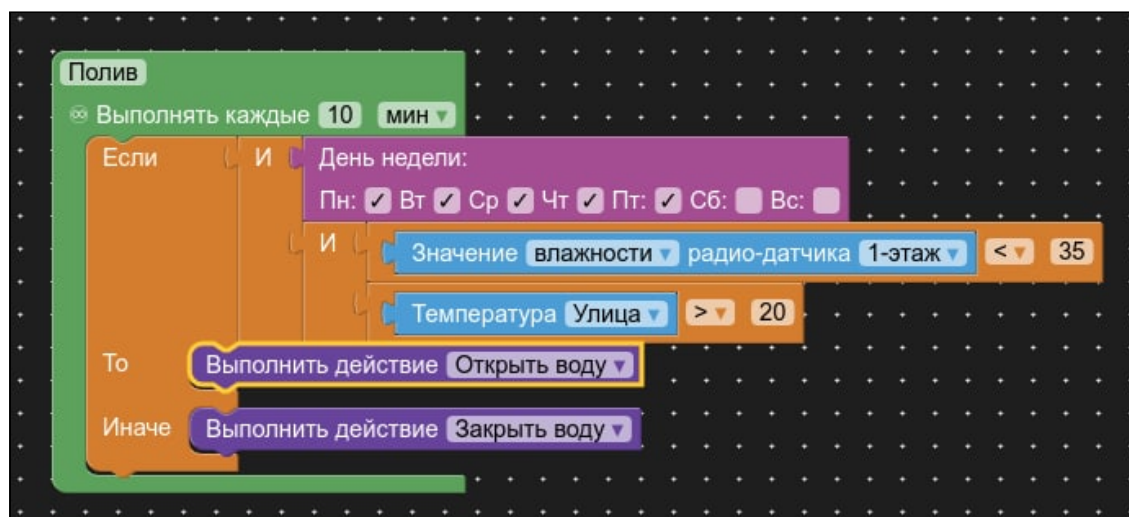 Полив
Выполнять каждые 10 мин
Если И День недели:
Пн: Вт Ср Чт Пт: Сб: Вс:
И Значение влажности радио-датчика 1-этаж < 35
Температура Улица > 20
То Выполнить действие Открыть воду
Иначе Выполнить действие Закрыть воду